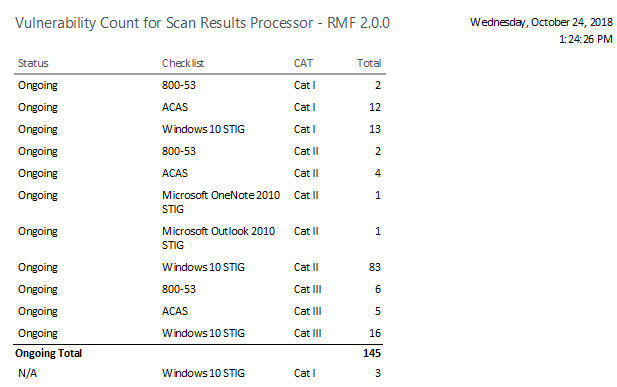 Vulnerability Count for Scan Results Processor - RMF 2.0.0
Wednesday, October 24, 2018
1:24:26 PM
Status Checklist CAT Total
Ongoing 800-53 Cat I 2
Ongoing ACAS Cat I 12
Ongoing Windows 10 STIG Cat I 13
Ongoing 800-53 Cat II 2
Ongoing ACAS Cat II 4
Ongoing Microsoft OneNote 2010 Cat II 1
STIG
Ongoing Microsoft Outlook 2010 Cat II 1
STIG
Ongoing Windows 10 STIG Cat II 83
Ongoing 800-53 Cat III 6
Ongoing ACAS Cat III 5
Ongoing Windows 10 STIG Cat III 16
Ongoing Total 145
N/A Windows 10 STIG Cat I 3